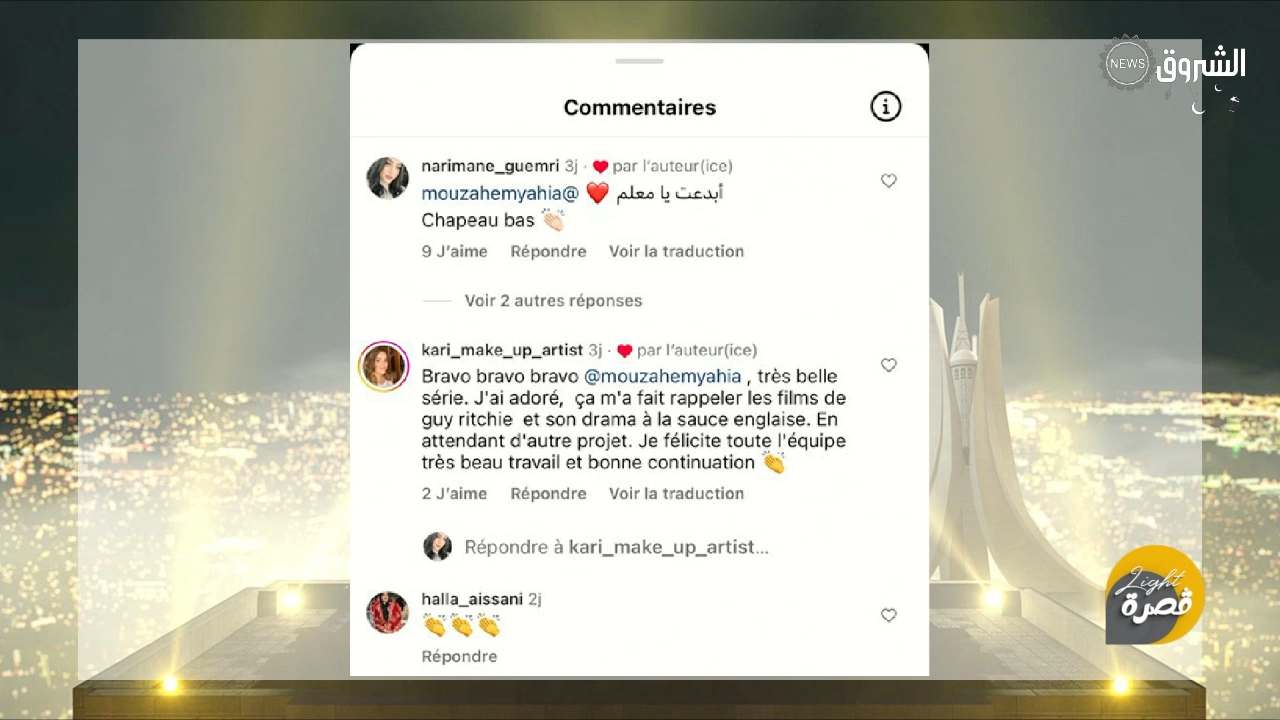 NEWS الشروق
Commentaires
narimane_guemri 3j · ❤ par l'auteur(ice)
mouzahemyahia@ ❤️ أبدعت يا معلم
Chapeau bas 👏🏻
9 J'aime Répondre Voir la traduction
Voir 2 autres réponses
kari_make_up_artist 3j · ❤ par l'auteur(ice)
Bravo bravo bravo @mouzahemyahia , très belle
série. J'ai adoré, ça m'a fait rappeler les films de
guy ritchie et son drama à la sauce englaise. En
attendant d'autre projet. Je félicite toute l'équipe
très beau travail et bonne continuation 👏
2 J'aime Répondre Voir la traduction
Répondre à kari_make_up_artist...
halla_aissani 2j
👏👏👏
Répondre
Light
قصرة